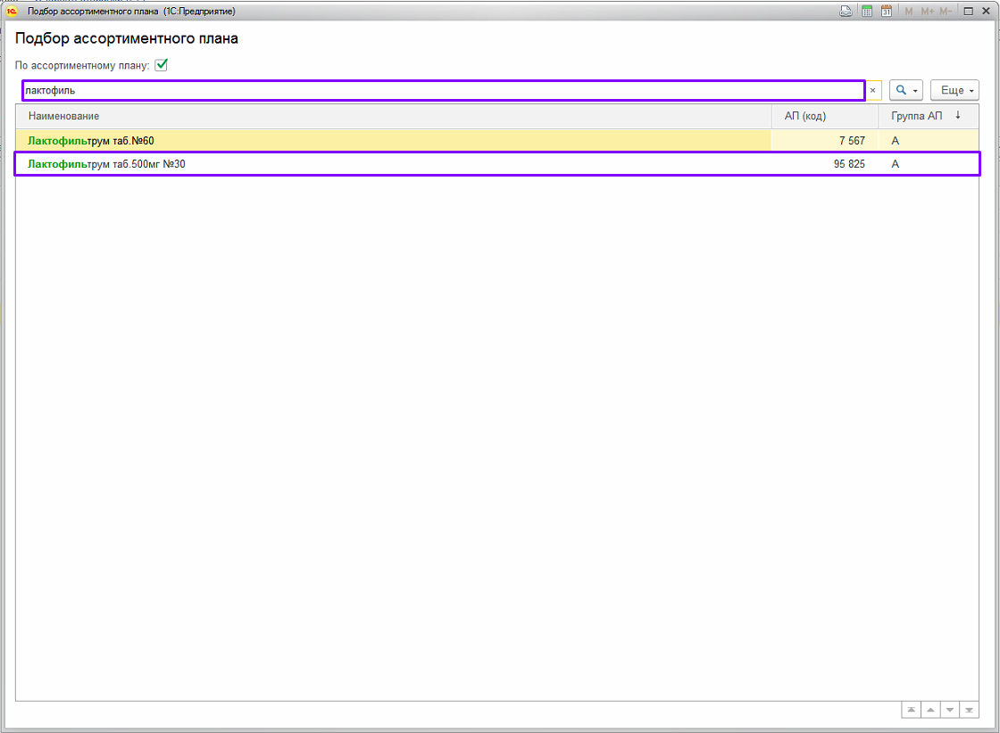 Подбор ассортиментного плана (1С:Предприятие)
31 M M+ M-
Подбор ассортиментного плана
По ассортиментному плану:
лактофиль × Еще
Наименование АП (код) Группа АП ↓
Лактофильтрум таб.№60 7 567 А
Лактофильтрум таб.500мг №30 95 825 А